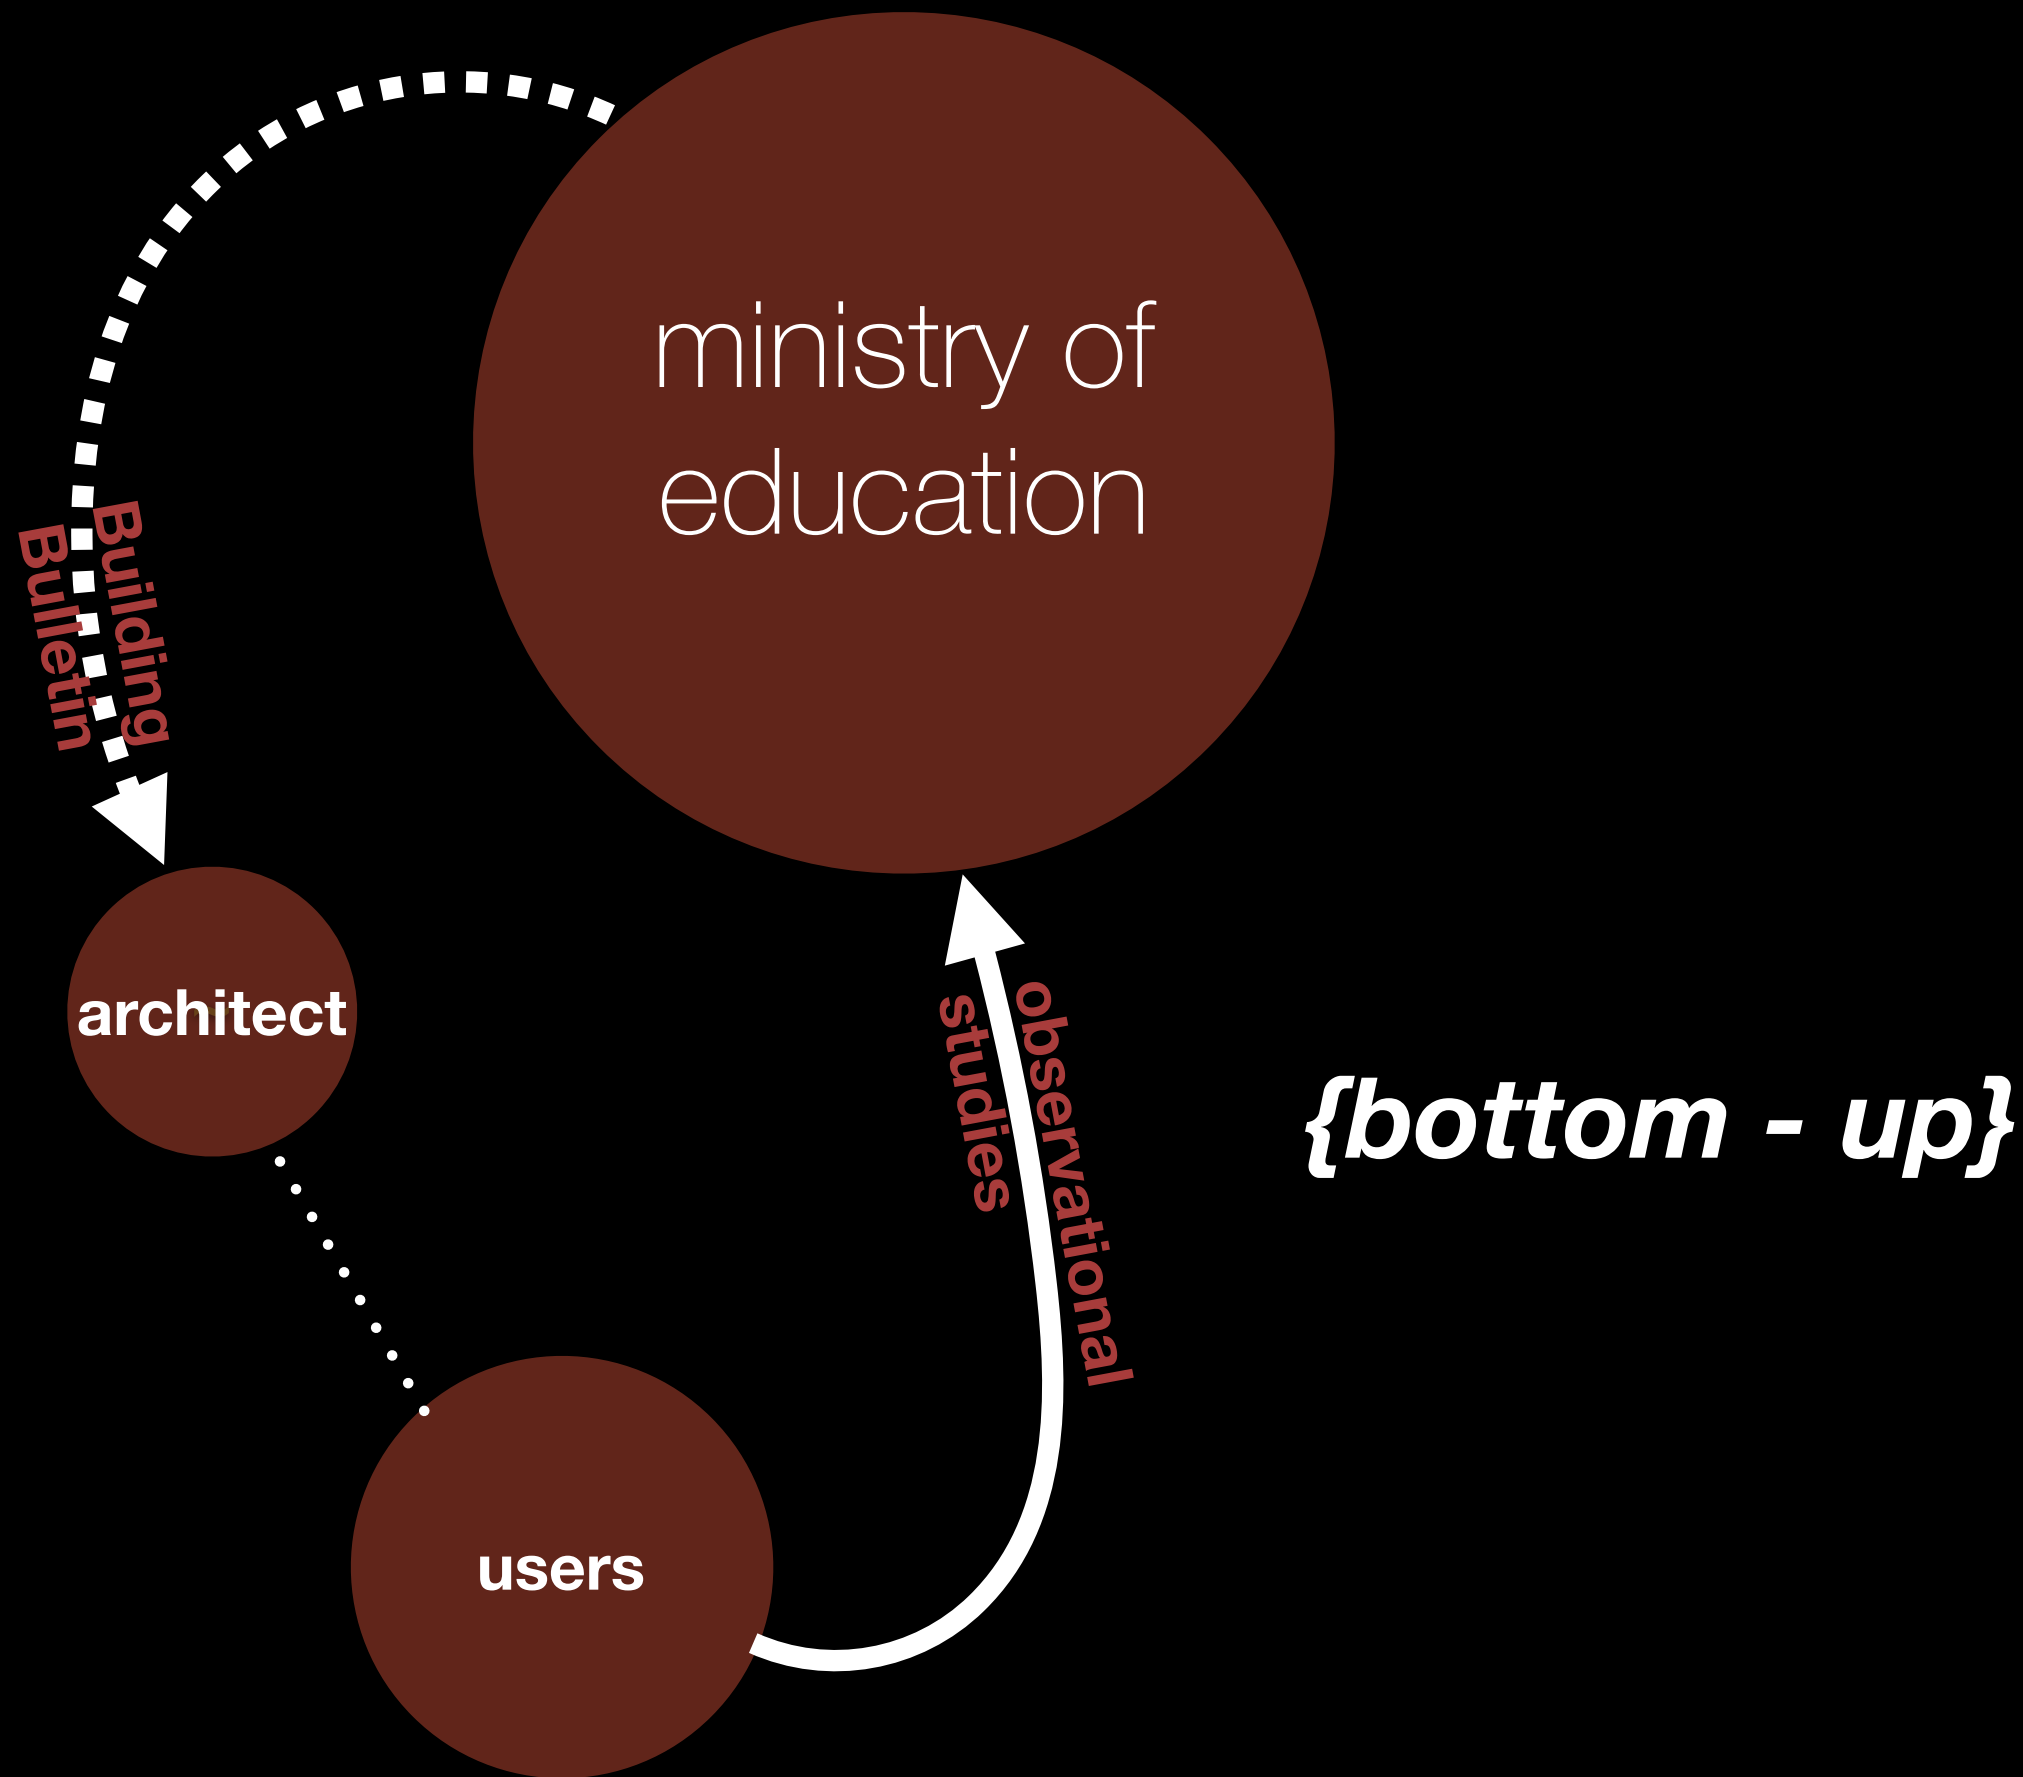 ministry of
education
Building
Bulletin
architect
observational
studies
{bottom - up}
users